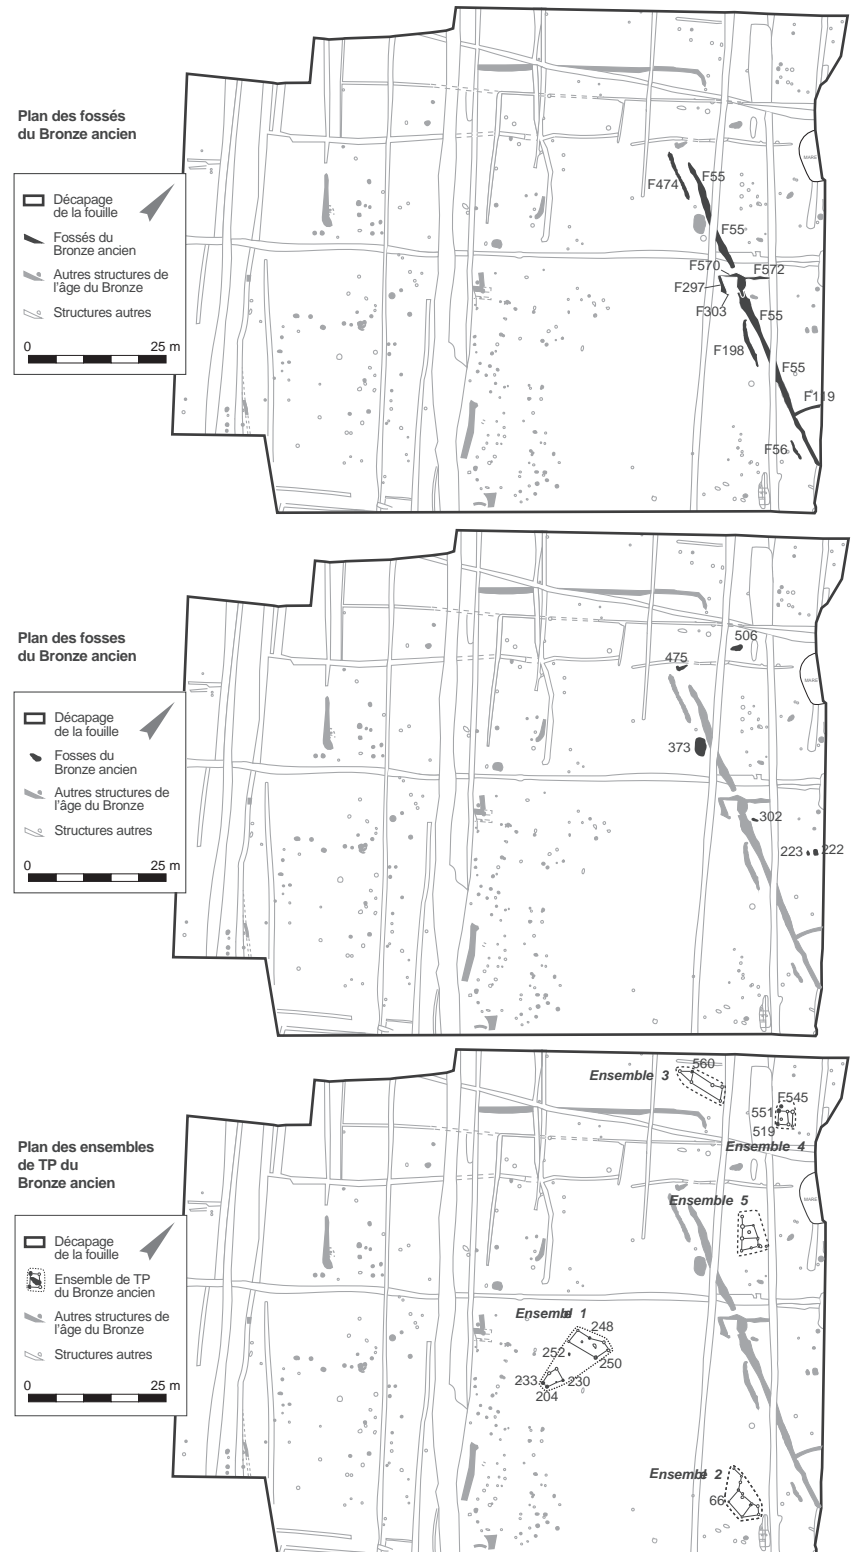 Plan des fossés
du Bronze ancien
Décapage
de la fouille
Fossés du
Bronze ancien
Autres structures de
l'âge du Bronze
Structures autres
0 25 m
MARE
F474
F55
F55
F570
F572
F297
F303
F55
F198
F55
F119
F56
Plan des fosses
du Bronze ancien
Décapage
de la fouille
Fosses du
Bronze ancien
Autres structures de
l'âge du Bronze
Structures autres
0 25 m
506
475
MARE
373
302
223 222
Plan des ensembles
de TP du
Bronze ancien
Décapage
de la fouille
Ensemble de TP
du Bronze ancien
Autres structures de
l'âge du Bronze
Structures autres
0 25 m
560
Ensemble 3
F545
551
519
Ensemble 4
MARE
Ensemble 5
Ensemble 1
248
252
250
233 230
204
Ensemble 2
66